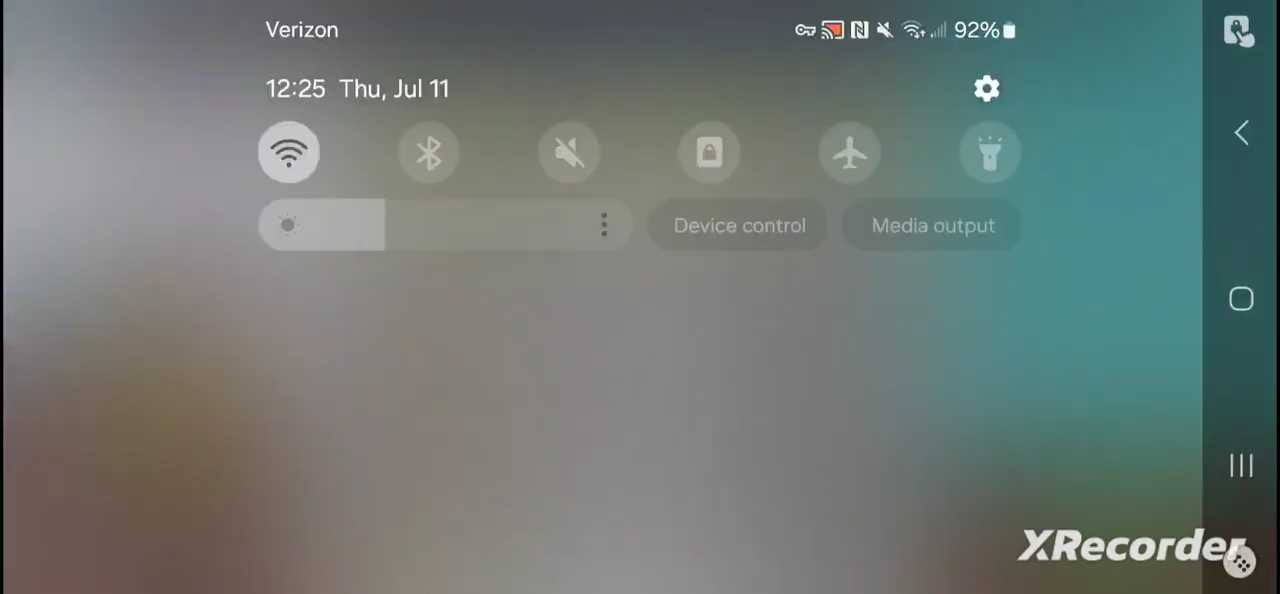 Verizon
92%
12:25 Thu, Jul 11
Device control
Media output
XRecorder